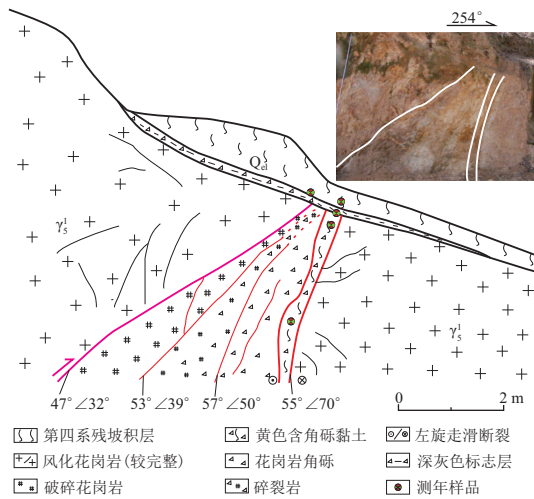 254°
Qel
γ₅¹
γ₅¹
47°∠32° 53°∠39° 57°∠50° 55°∠70°
0 2 m
第四系残坡积层 黄色含角砾黏土 左旋走滑断裂
风化花岗岩(较完整) 花岗岩角砾 深灰色标志层
破碎花岗岩 碎裂岩 测年样品